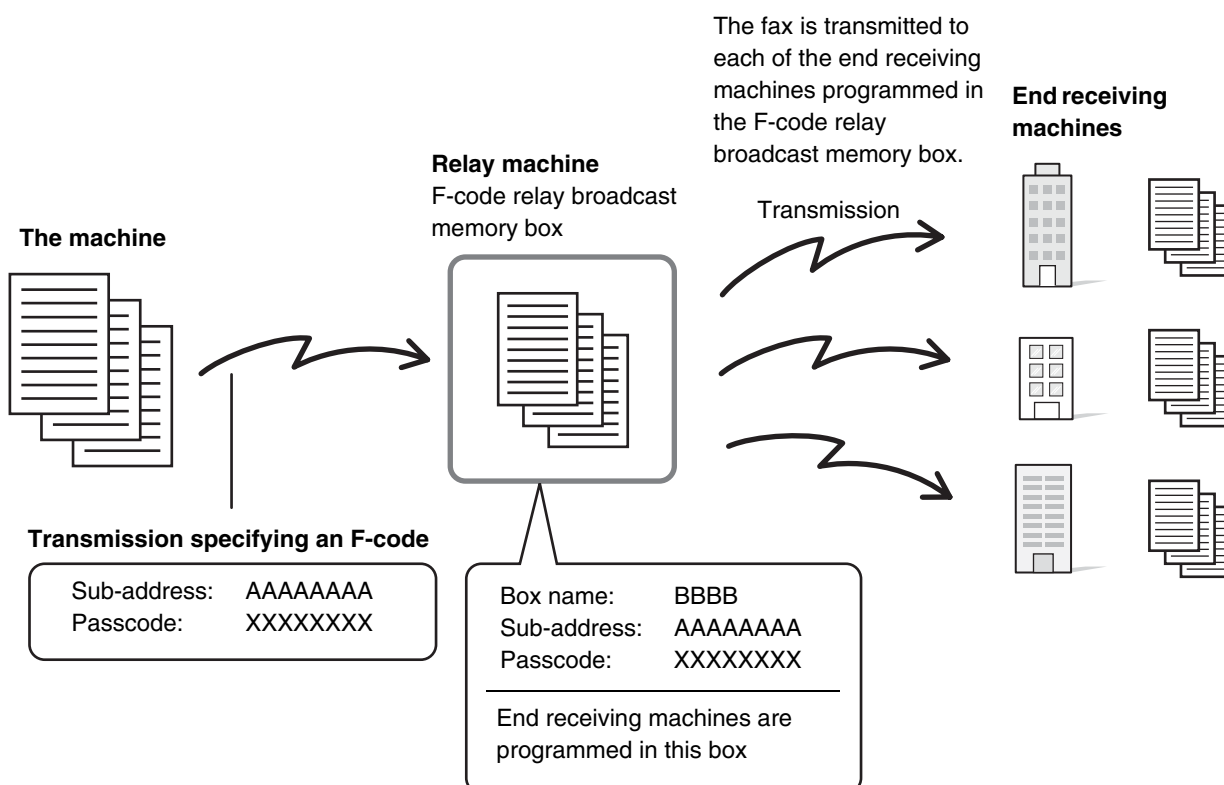 The fax is transmitted to
each of the end receiving
machines programmed in
the F-code relay
broadcast memory box.
End receiving
machines
Relay machine
F-code relay broadcast
memory box
Transmission
The machine
Transmission specifying an F-code
Sub-address: AAAAAAAA
Passcode: XXXXXXXX
Box name: BBBB
Sub-address: AAAAAAAA
Passcode: XXXXXXXX
End receiving machines are
programmed in this box